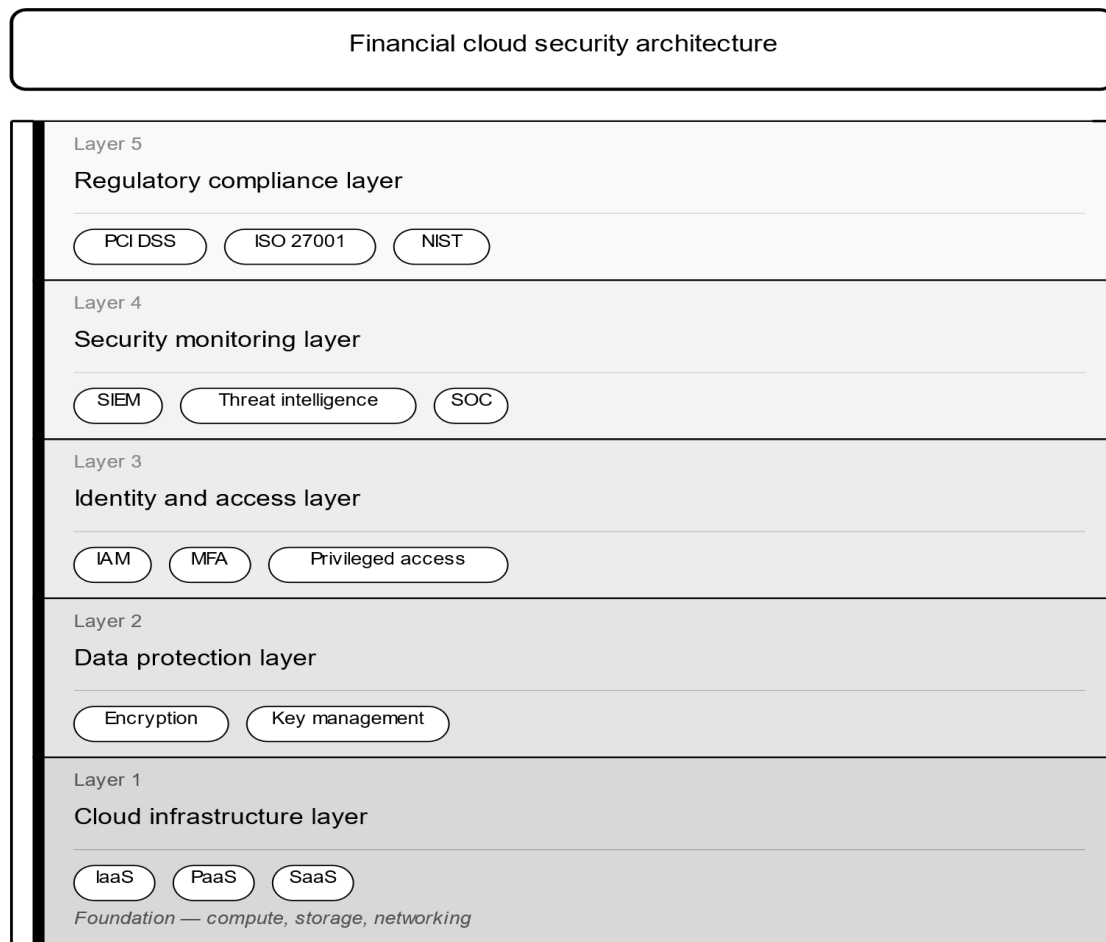 Financial cloud security architecture
Layer 5
Regulatory compliance layer
PCI DSS ISO 27001 NIST
Layer 4
Security monitoring layer
SIEM Threat intelligence SOC
Layer 3
Identity and access layer
IAM MFA Privileged access
Layer 2
Data protection layer
Encryption Key management
Layer 1
Cloud infrastructure layer
IaaS PaaS SaaS
Foundation — compute, storage, networking